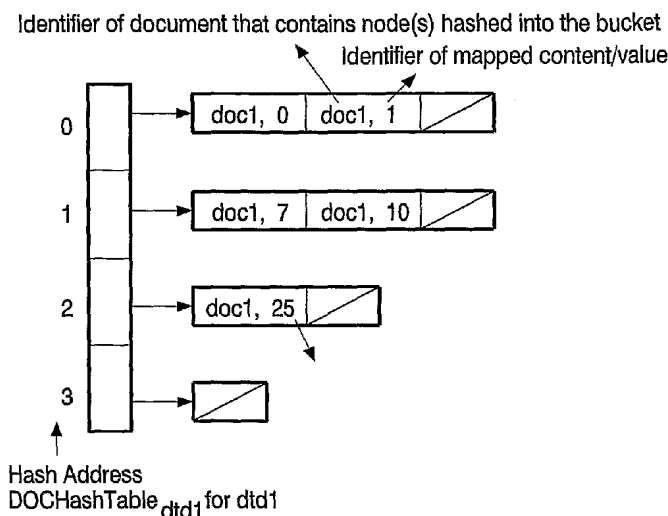 Identifier of document that contains node(s) hashed into the bucket
Identifier of mapped content/value
0
doc1, 0 doc1, 1
1
doc1, 7 doc1, 10
2
doc1, 25
3
Hash Address
DOCHashTable dtd1 for dtd1